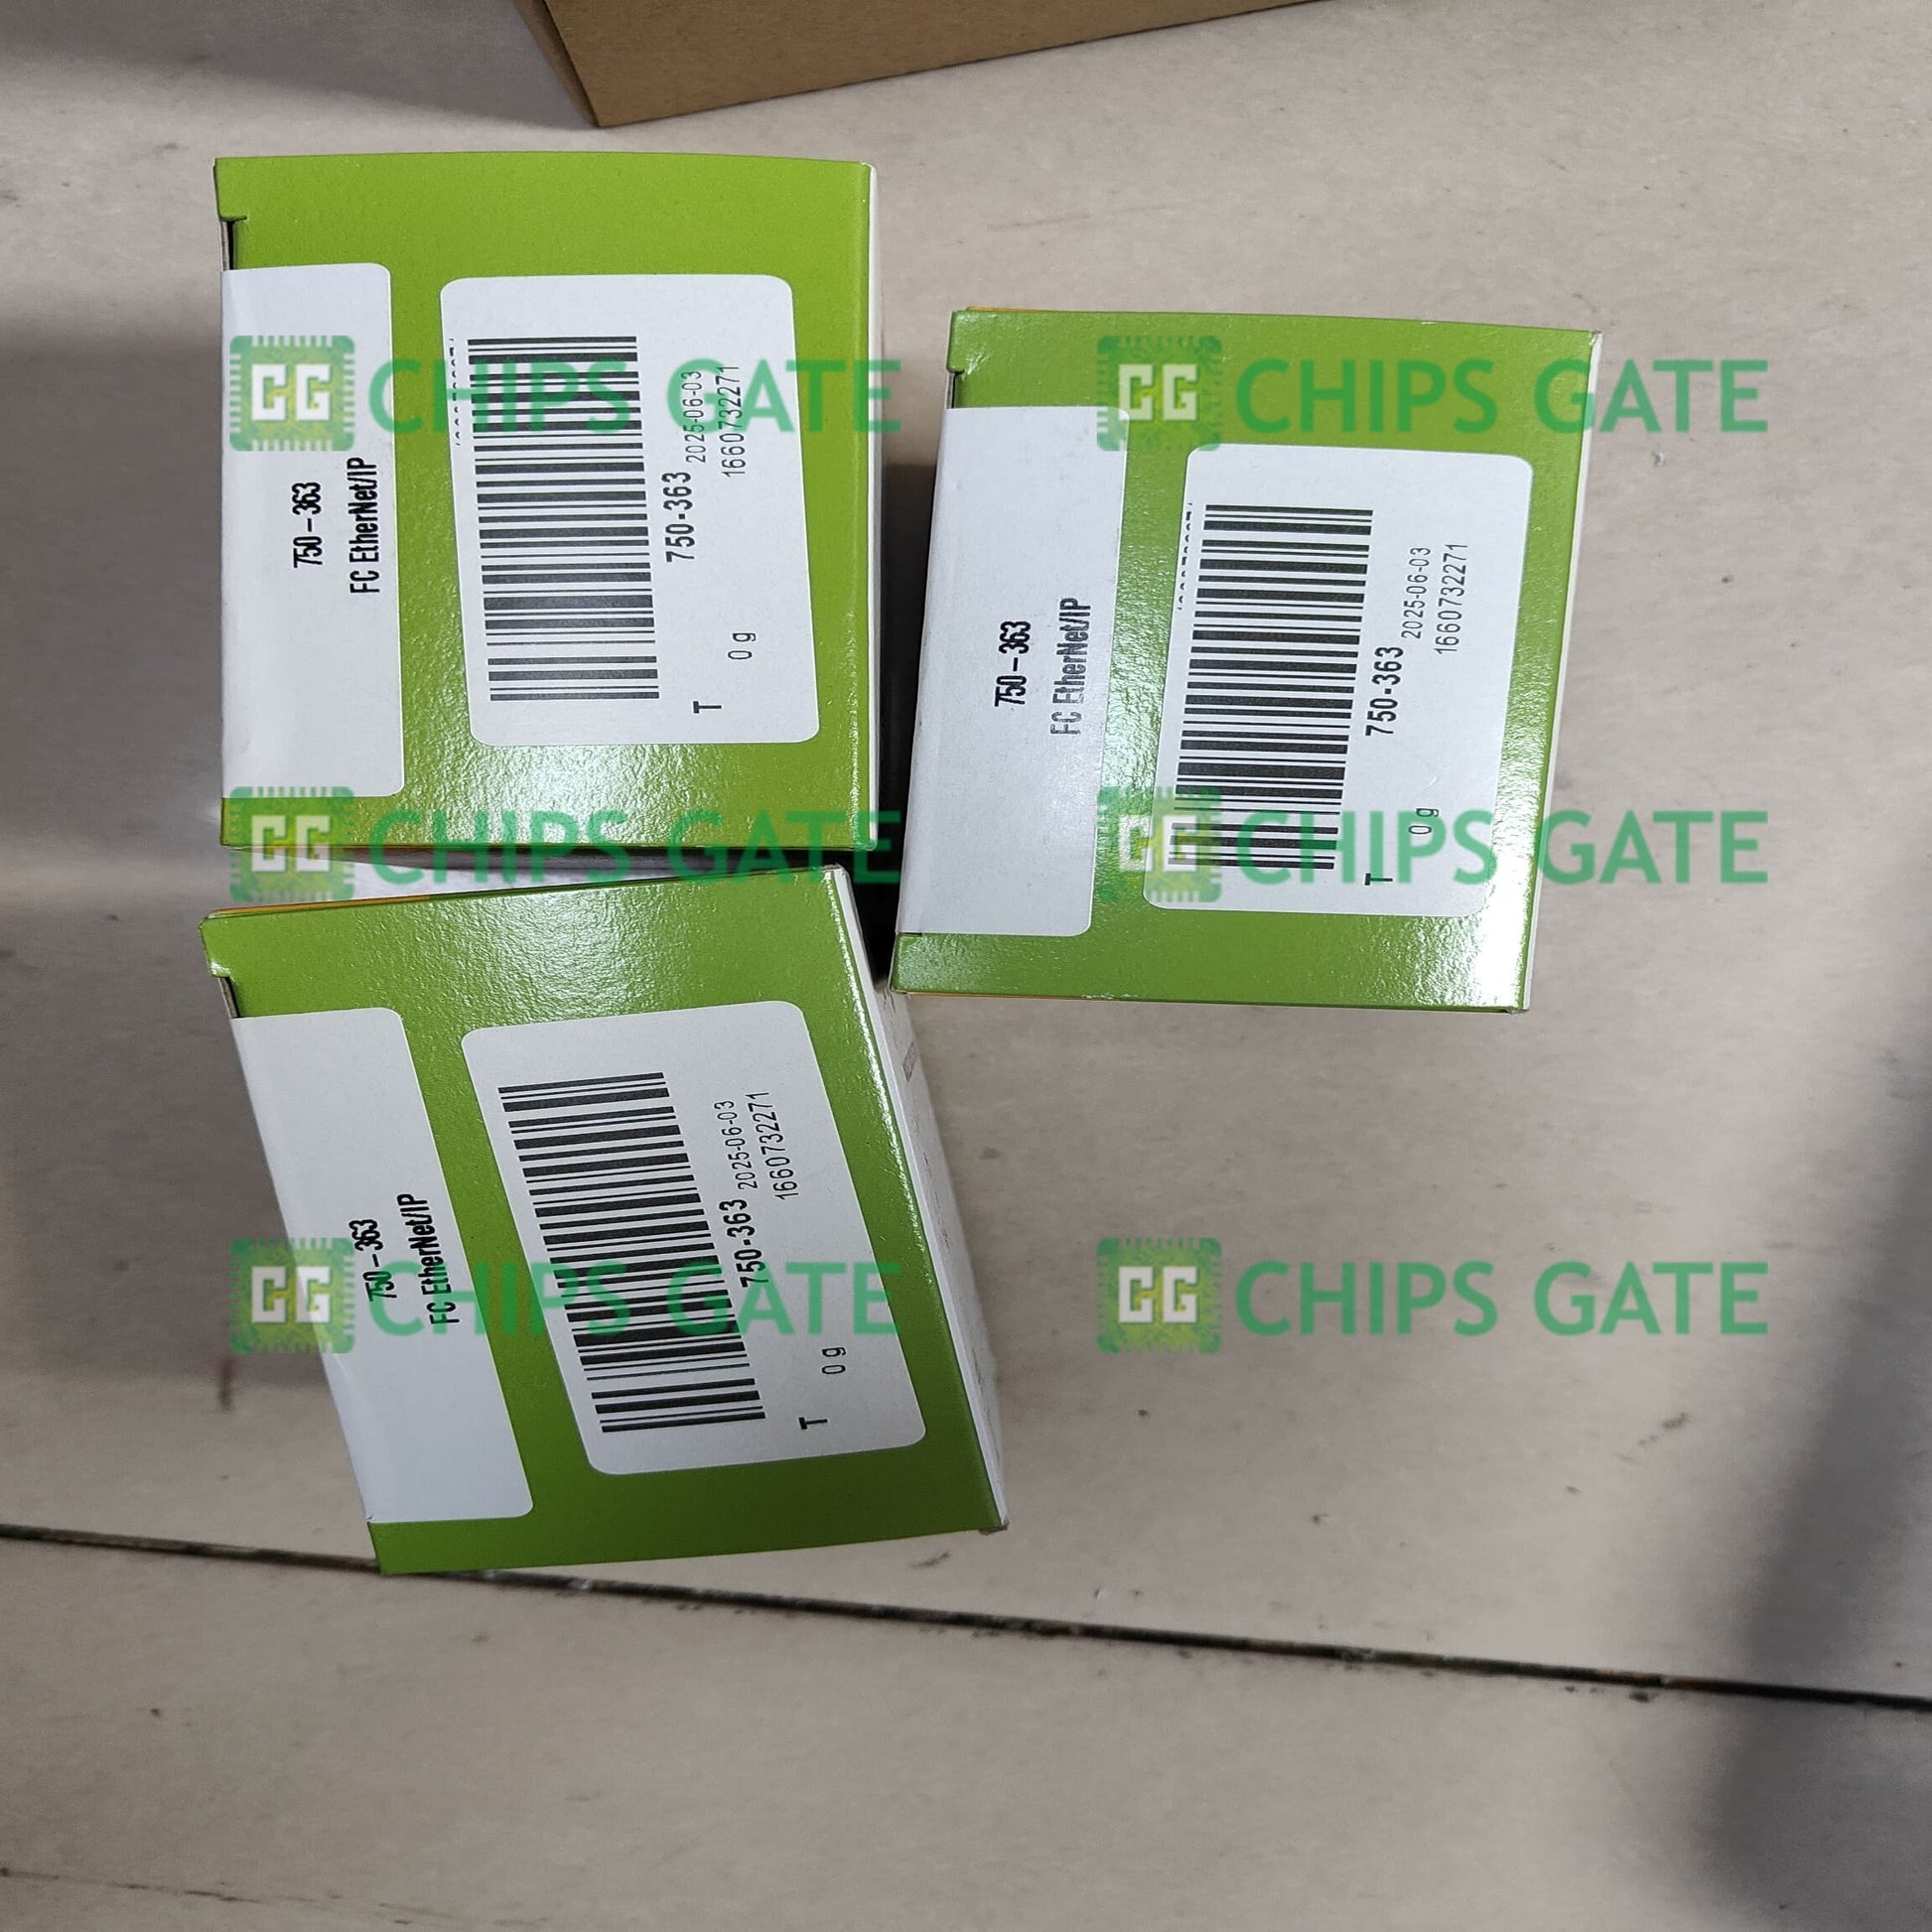 750-363
FC EtherNet/IP
750-363
2025-06-03
1660732271
0 g
T
750-363
FC EtherNet/IP
750-363
2025-06-03
1660732271
0 g
T
750-363
FC EtherNet/IP
750-363
2025-06-03
1660732271
0 g
T
CG CHIPS GATE
CG CHIPS GATE
CG CHIPS GATE
CG CHIPS GATE
CG CHIPS GATE
CG CHIPS GATE